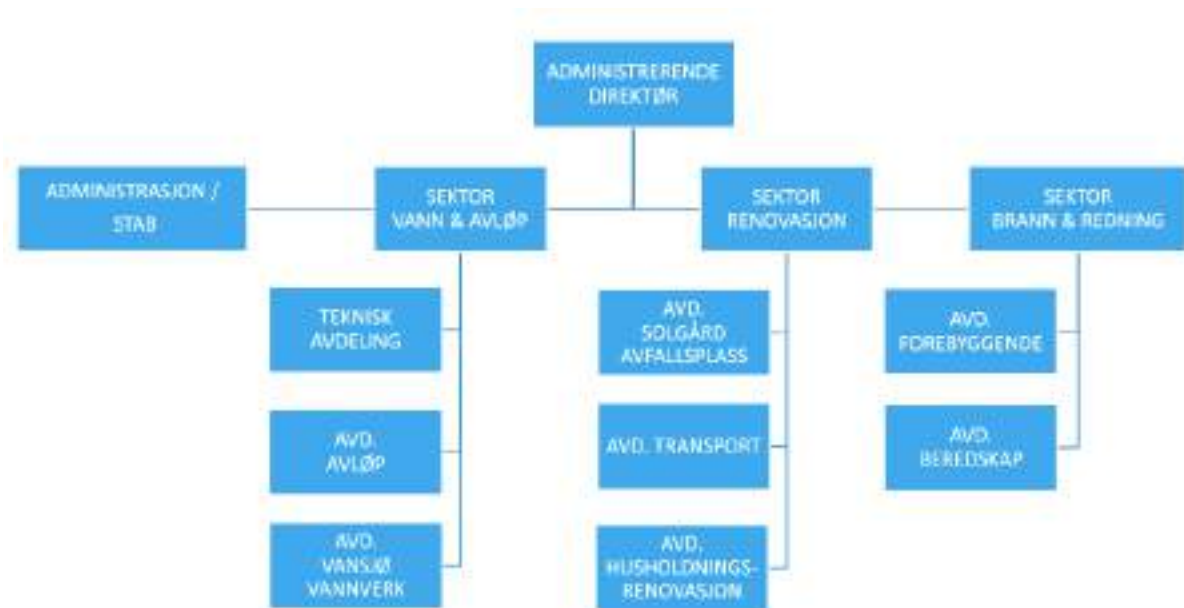 ADMINISTRERENDE
DIREKTØR
ADMINISTRASJON /
STAB
SEKTOR
VANN & AVLØP
SEKTOR
RENOVASJON
SEKTOR
BRANN & REDNING
TEKNISK
AVDELING
AVD.
SOLGÅRD
AVFALLSPLASS
AVD.
FOREBYGGENDE
AVD.
AVLØP
AVD. TRANSPORT
AVD.
BEREDSKAP
AVD.
VANSJØ
VANNVERK
AVD.
HUSHOLDNINGS-
RENOVASJON